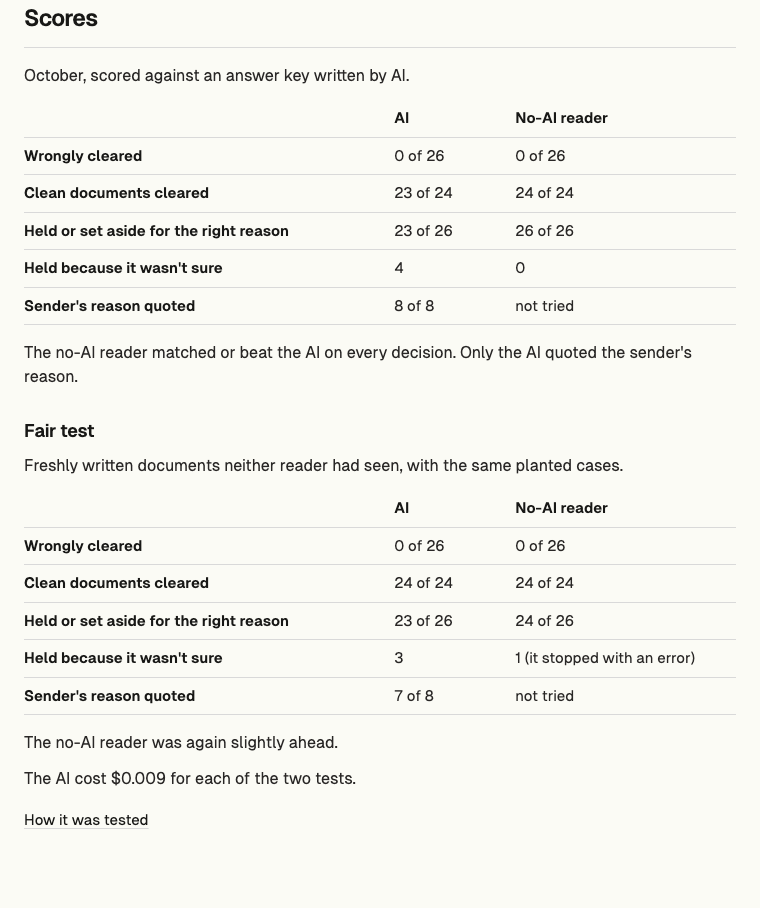 Scores
October, scored against an answer key written by AI.
AI No-AI reader
Wrongly cleared 0 of 26 0 of 26
Clean documents cleared 23 of 24 24 of 24
Held or set aside for the right reason 23 of 26 26 of 26
Held because it wasn't sure 4 0
Sender's reason quoted 8 of 8 not tried
The no-AI reader matched or beat the AI on every decision. Only the AI quoted the sender's
reason.
Fair test
Freshly written documents neither reader had seen, with the same planted cases.
AI No-AI reader
Wrongly cleared 0 of 26 0 of 26
Clean documents cleared 24 of 24 24 of 24
Held or set aside for the right reason 23 of 26 24 of 26
Held because it wasn't sure 3 1 (it stopped with an error)
Sender's reason quoted 7 of 8 not tried
The no-AI reader was again slightly ahead.
The AI cost $0.009 for each of the two tests.
How it was tested